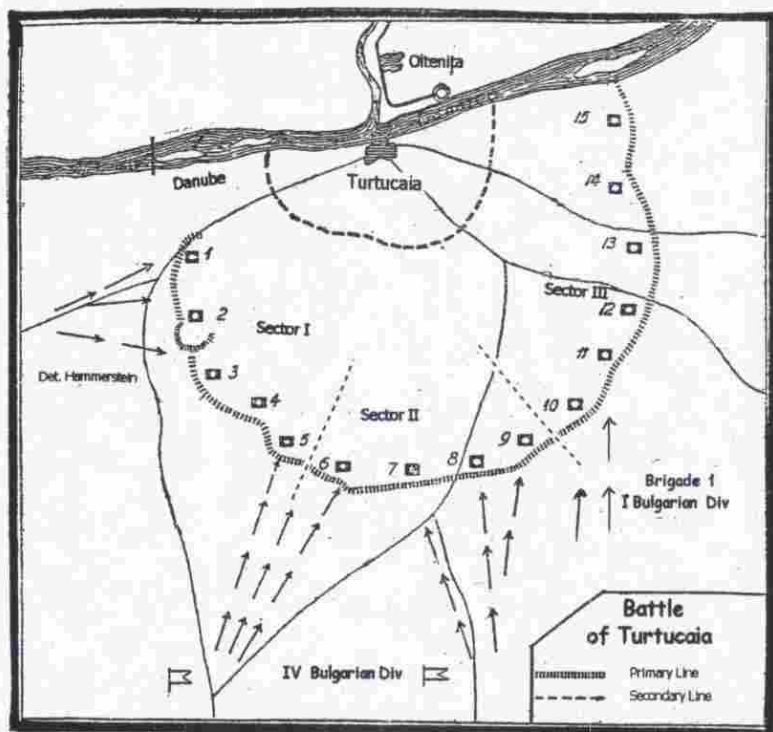 Oltenița
15
Danube
Turtucaia
14
1
13
2
Sector I
Sector III
12
Det. Hammerstein
3
11
4
Sector II
10
5
9
6
7
8
Brigade 1
I Bulgarian Div
IV Bulgarian Div
Battle
of Turtucaia
Primary Line
Secondary Line